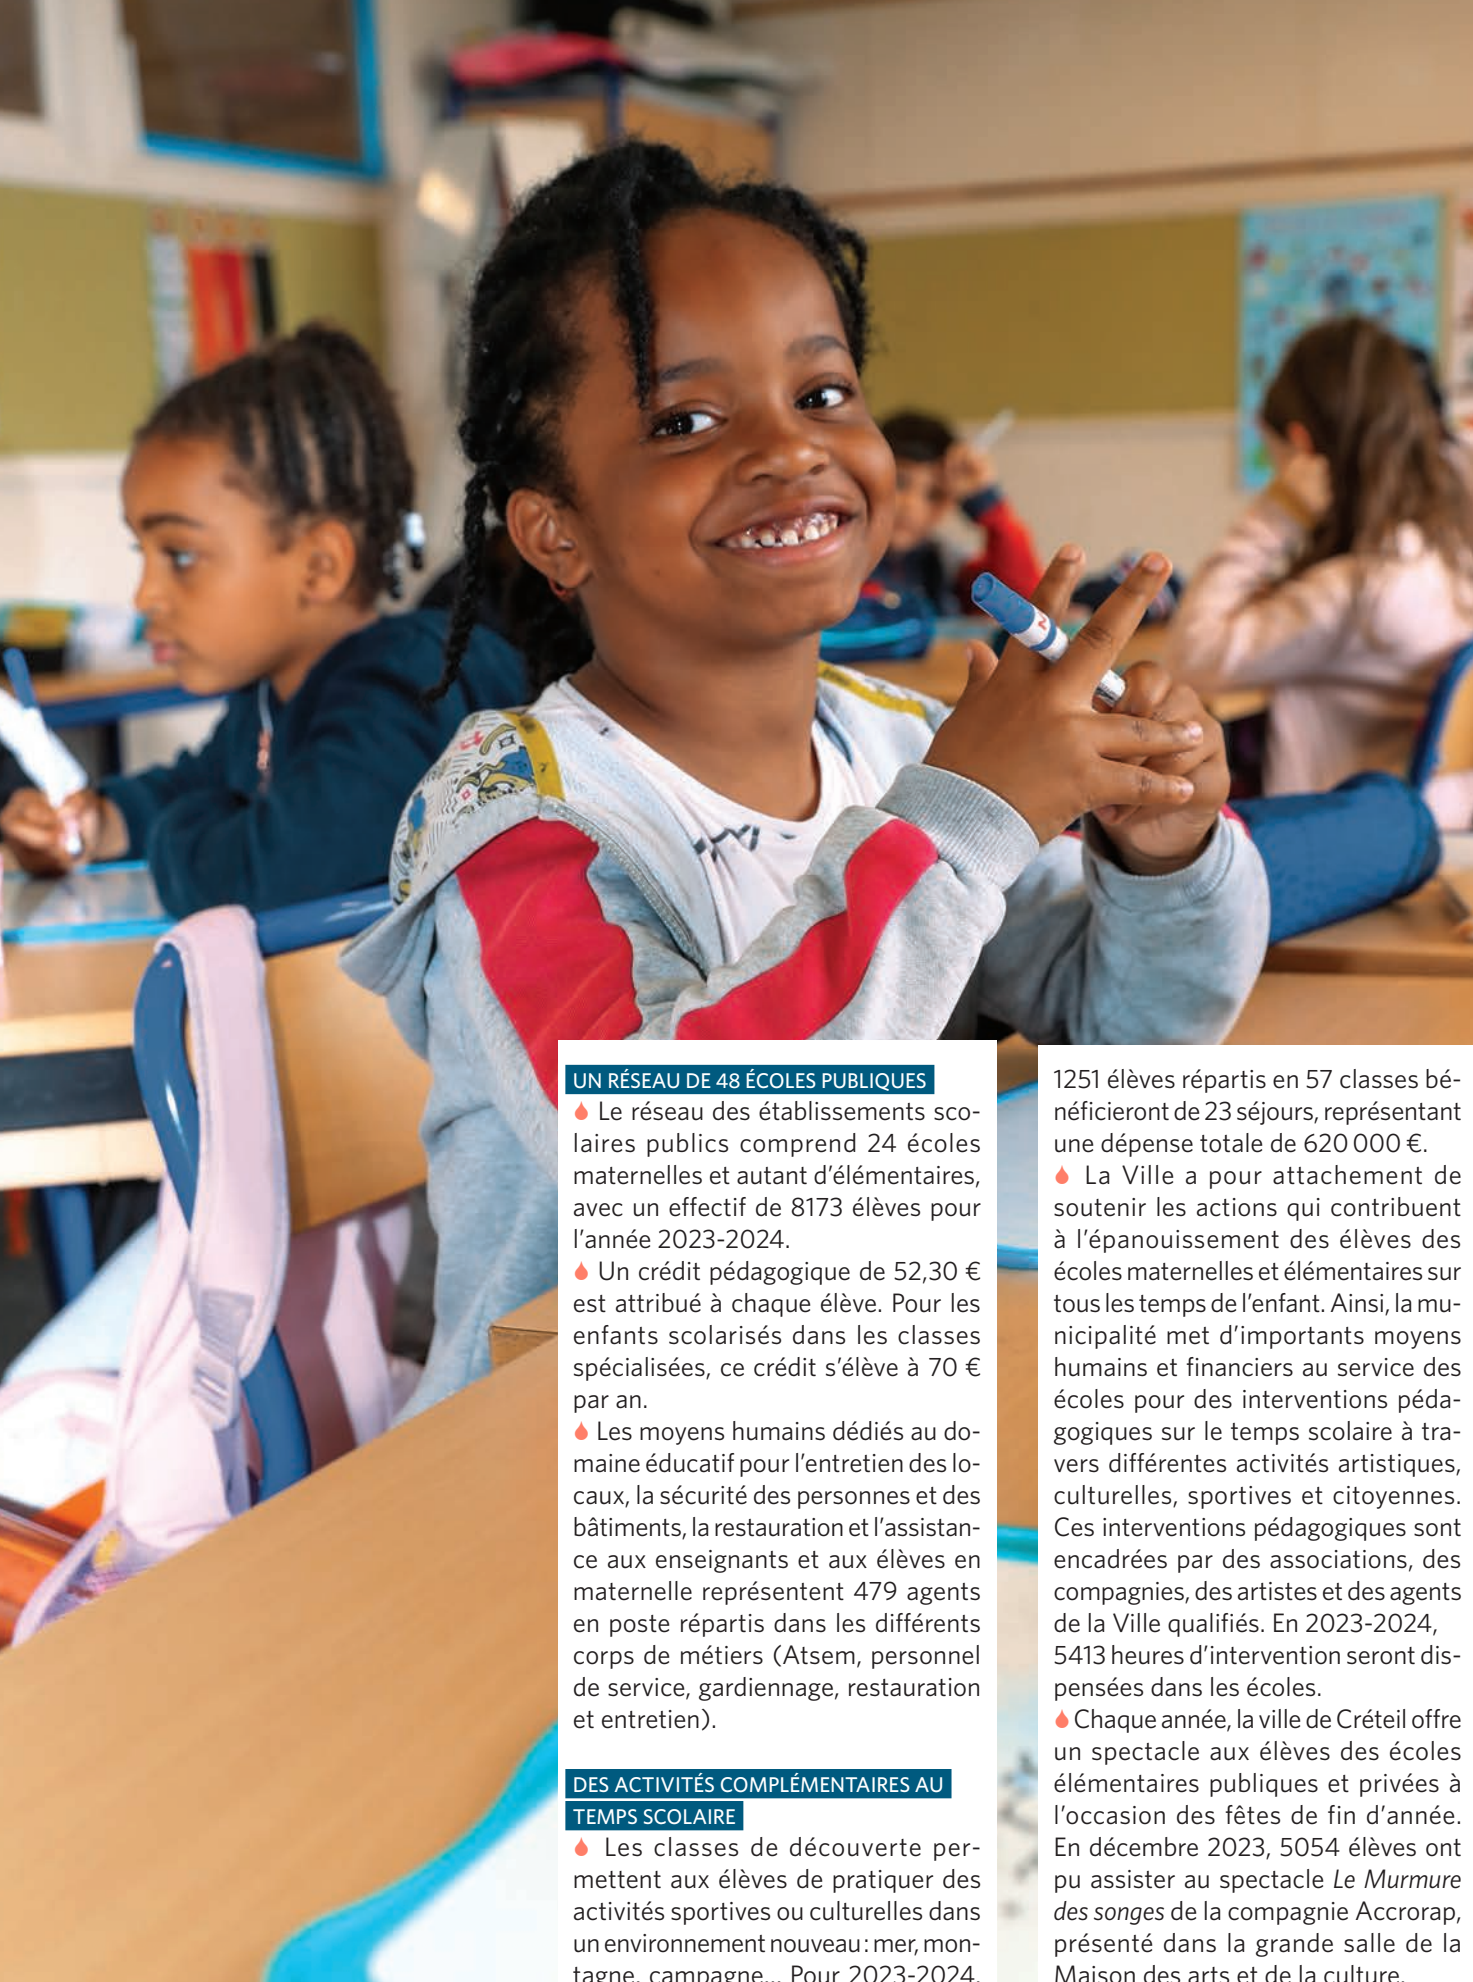 UN RÉSEAU DE 48 ÉCOLES PUBLIQUES
Le réseau des établissements sco-
laires publics comprend 24 écoles
maternelles et autant d’élémentaires,
avec un effectif de 8173 élèves pour
l’année 2023-2024.
Un crédit pédagogique de 52,30 €
est attribué à chaque élève. Pour les
enfants scolarisés dans les classes
spécialisées, ce crédit s’élève à 70 €
par an.
Les moyens humains dédiés au do-
maine éducatif pour l’entretien des lo-
caux, la sécurité des personnes et des
bâtiments, la restauration et l’assistan-
ce aux enseignants et aux élèves en
maternelle représentent 479 agents
en poste répartis dans les différents
corps de métiers (Atsem, personnel
de service, gardiennage, restauration
et entretien).
DES ACTIVITÉS COMPLÉMENTAIRES AU
TEMPS SCOLAIRE
Les classes de découverte per-
mettent aux élèves de pratiquer des
activités sportives ou culturelles dans
un environnement nouveau : mer, mon-
tagne, campagne... Pour 2023-2024,
1251 élèves répartis en 57 classes bé-
néficieront de 23 séjours, représentant
une dépense totale de 620 000 €.
La Ville a pour attachement de
soutenir les actions qui contribuent
à l’épanouissement des élèves des
écoles maternelles et élémentaires sur
tous les temps de l’enfant. Ainsi, la mu-
nicipalité met d’importants moyens
humains et financiers au service des
écoles pour des interventions péda-
gogiques sur le temps scolaire à tra-
vers différentes activités artistiques,
culturelles, sportives et citoyennes.
Ces interventions pédagogiques sont
encadrées par des associations, des
compagnies, des artistes et des agents
de la Ville qualifiés. En 2023-2024,
5413 heures d’intervention seront dis-
pensées dans les écoles.
Chaque année, la ville de Créteil offre
un spectacle aux élèves des écoles
élémentaires publiques et privées à
l’occasion des fêtes de fin d’année.
En décembre 2023, 5054 élèves ont
pu assister au spectacle Le Murmure
des songes de la compagnie Accrorap,
présenté dans la grande salle de la
Maison des arts et de la culture.